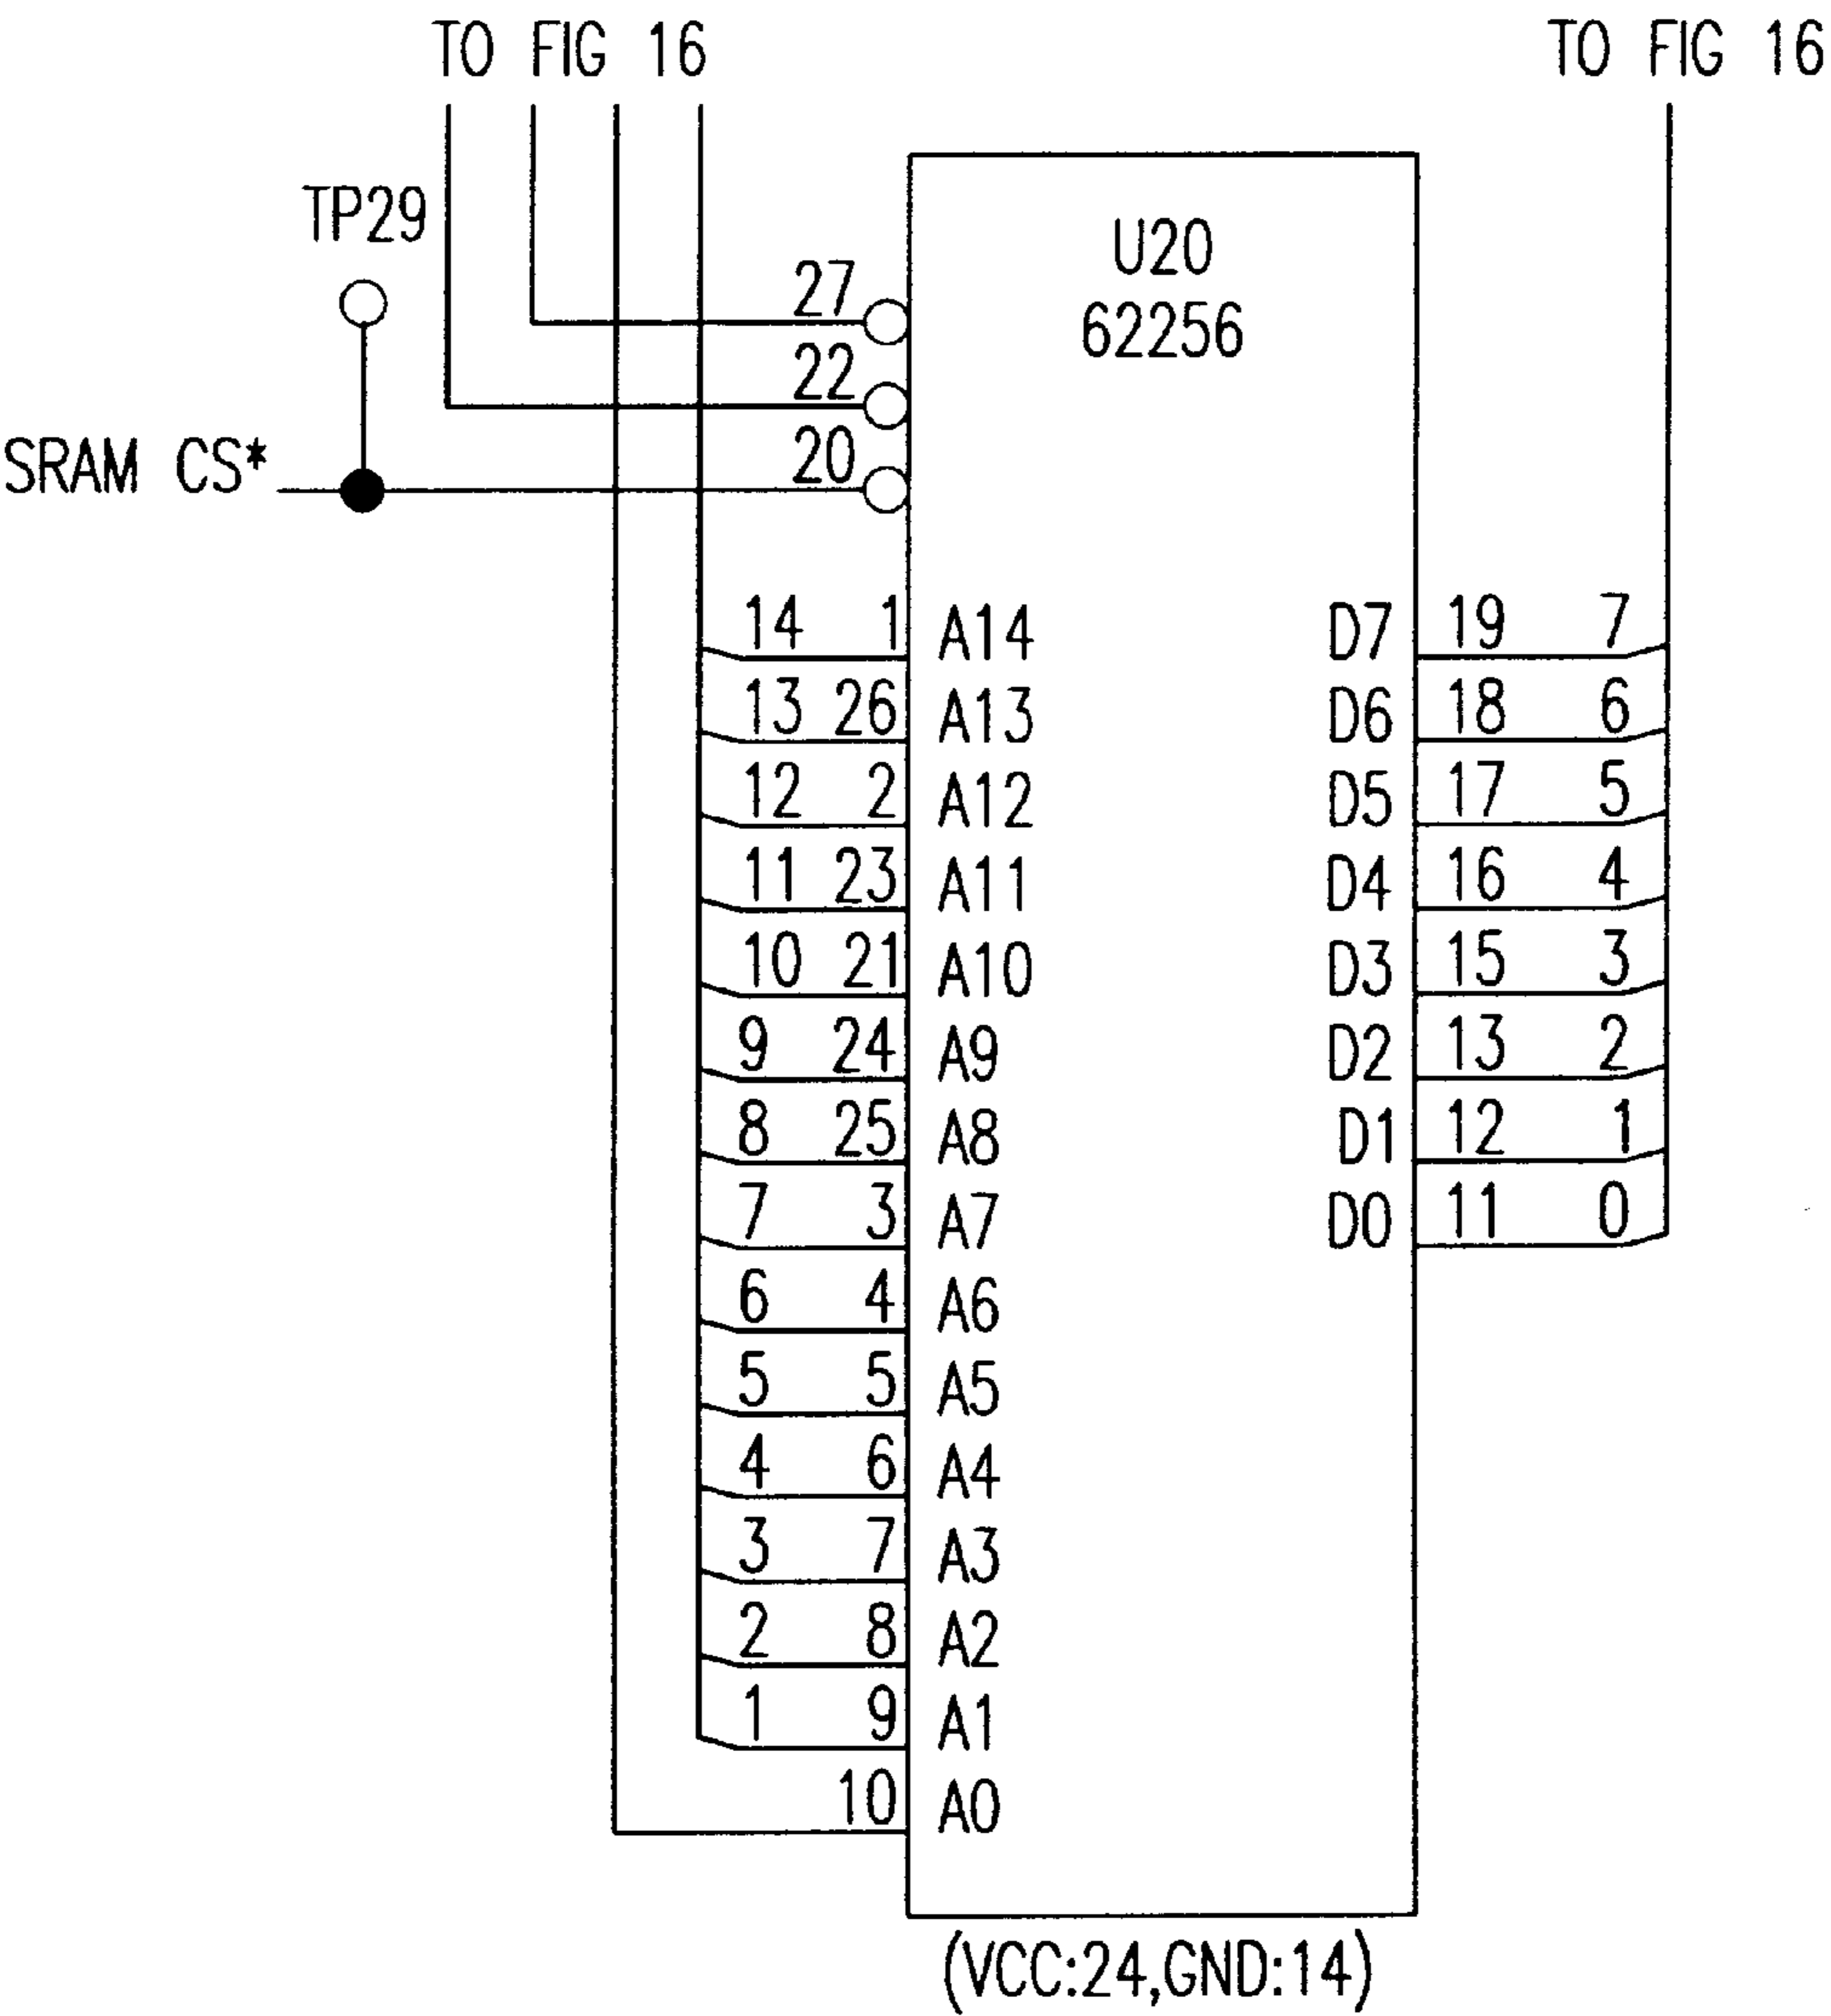 TO FIG 16 TO FIG 16
TP29
U20
62256
27
22
20
SRAM CS*
14 1 A14 D7 19 7
13 26 A13 D6 18 6
12 2 A12 D5 17 5
11 23 A11 D4 16 4
10 21 A10 D3 15 3
9 24 A9 D2 13 2
8 25 A8 D1 12 1
7 3 A7 D0 11 0
6 4 A6
5 5 A5
4 6 A4
3 7 A3
2 8 A2
1 9 A1
10 A0
(VCC:24,GND:14)